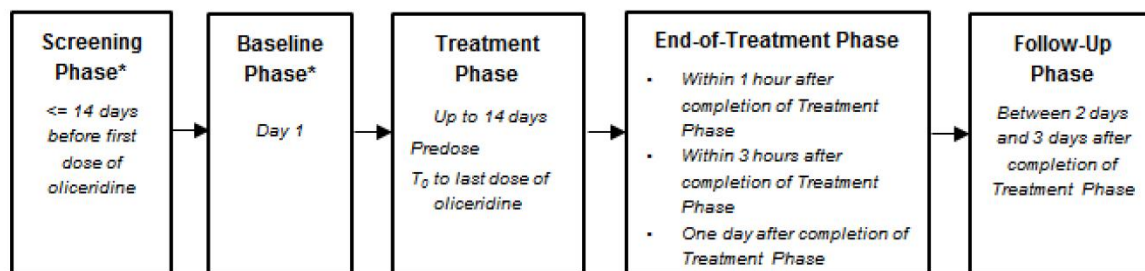 Screening
Phase*
<= 14 days
before first
dose of
oliceridine
Baseline
Phase*
Day 1
Treatment
Phase
Up to 14 days
Predose
T0 to last dose of
oliceridine
End-of-Treatment Phase
• Within 1 hour after
completion of Treatment
Phase
• Within 3 hours after
completion of Treatment
Phase
• One day after completion of
Treatment Phase
Follow-Up
Phase
Between 2 days
and 3 days after
completion of
Treatment Phase